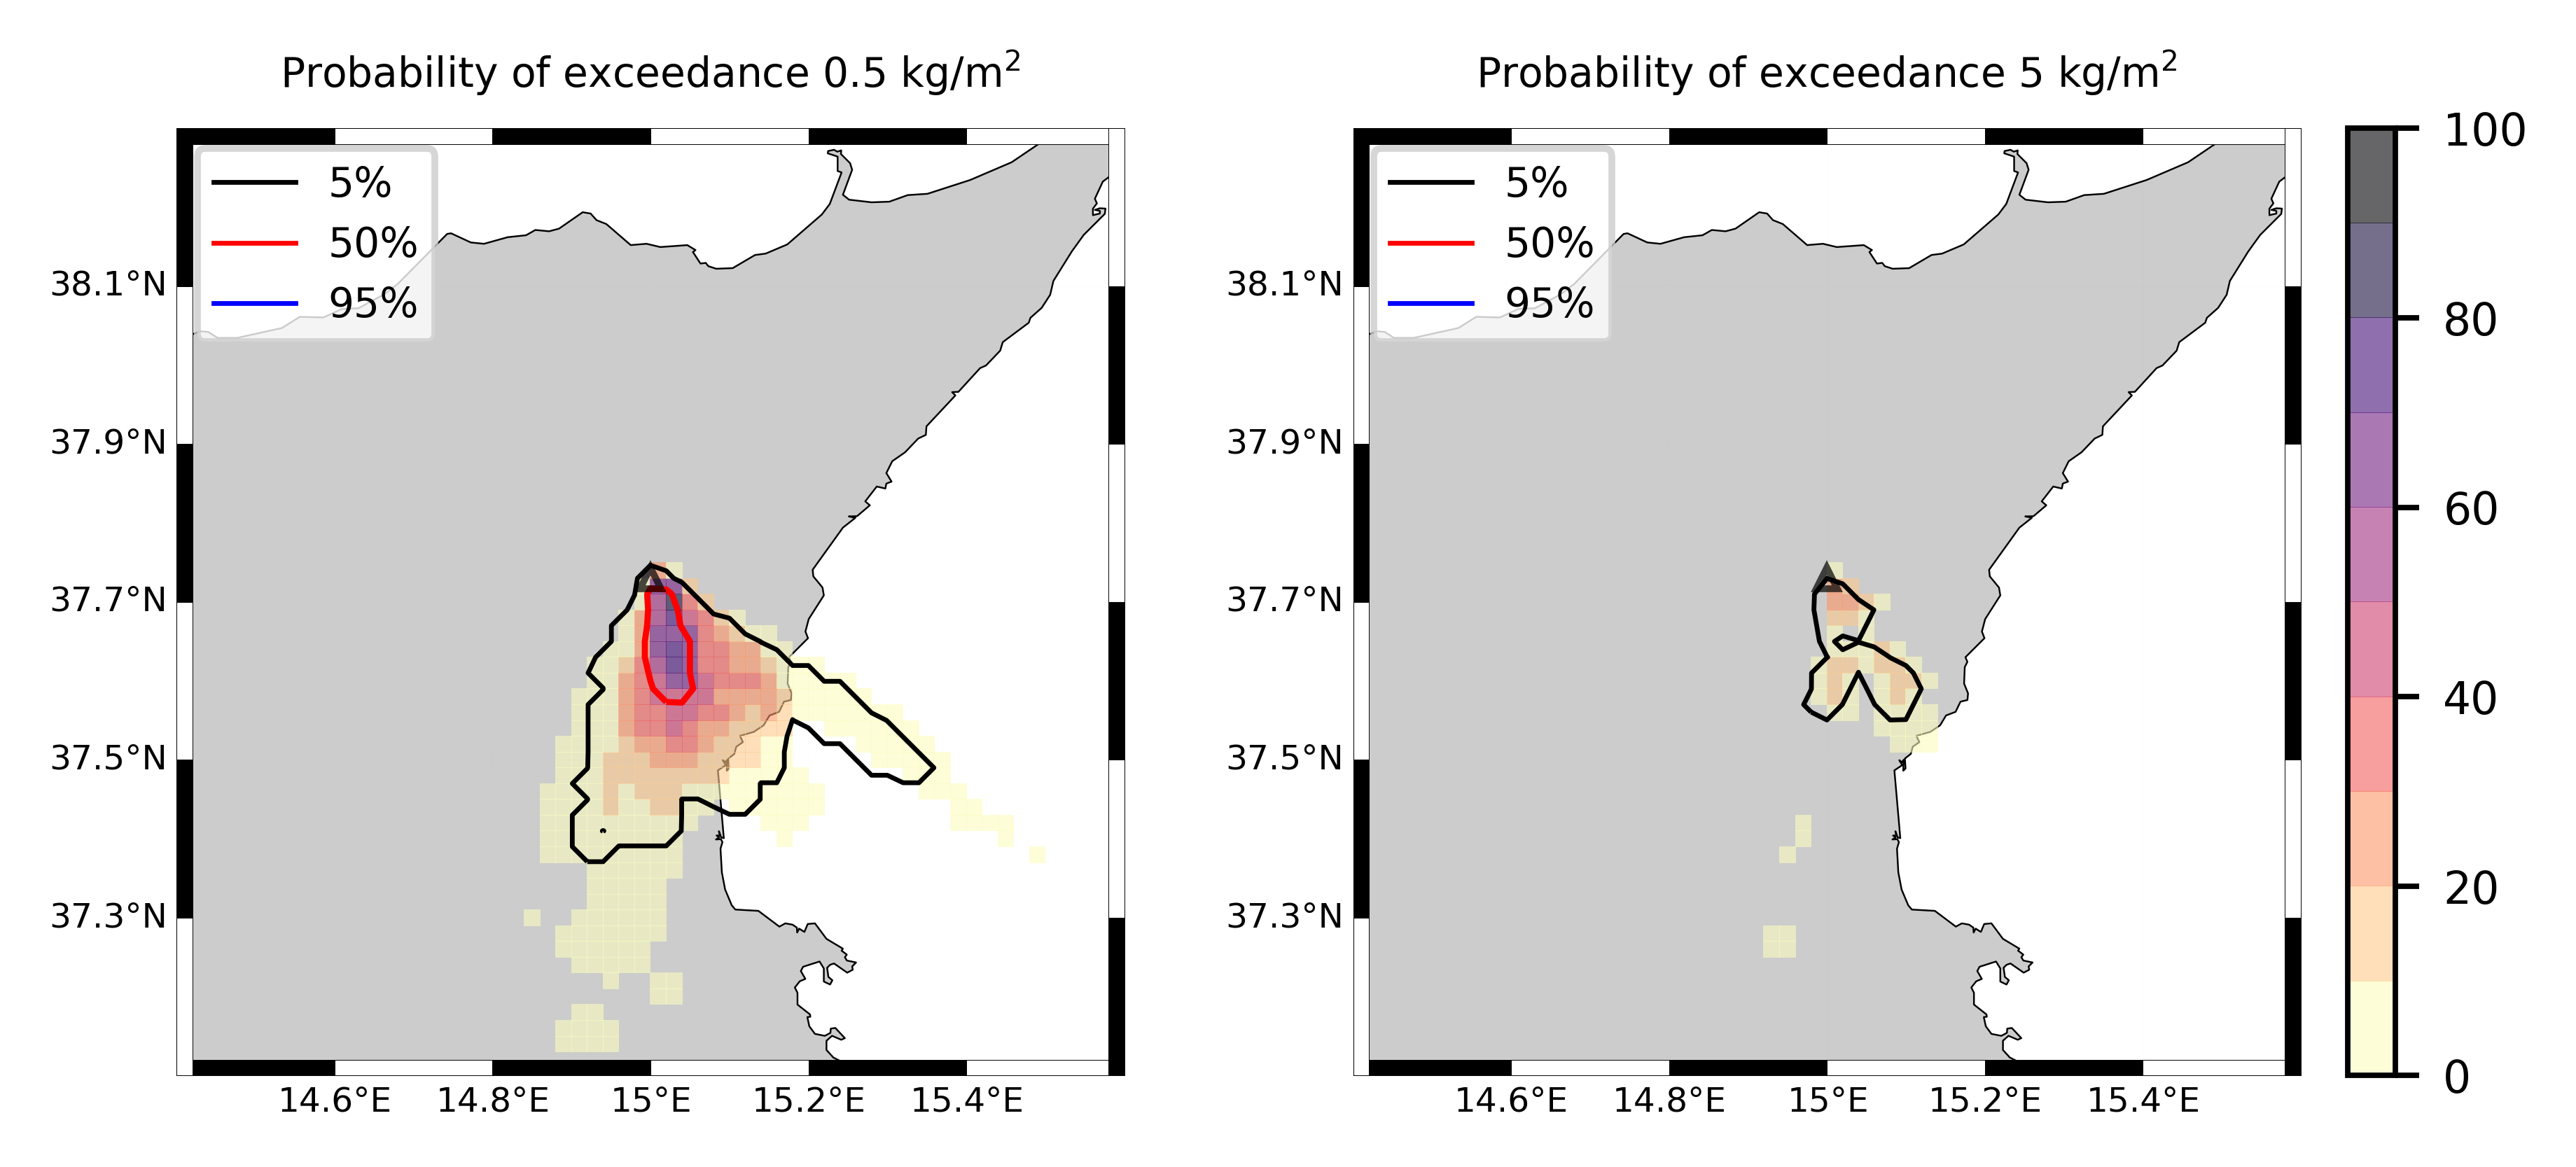 Probability of exceedance 0.5 kg/m²
5%
50%
95%
38.1°N
37.9°N
37.7°N
37.5°N
37.3°N
14.6°E 14.8°E 15°E 15.2°E 15.4°E
Probability of exceedance 5 kg/m²
5%
50%
95%
38.1°N
37.9°N
37.7°N
37.5°N
37.3°N
14.6°E 14.8°E 15°E 15.2°E 15.4°E
100
80
60
40
20
0